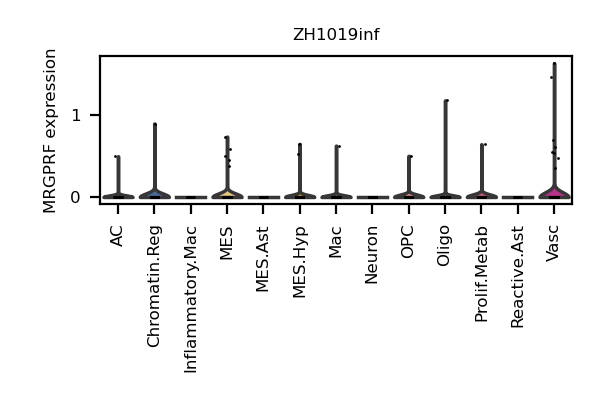 ZH1019inf
MRGPRF expression
1
0
AC
Chromatin.Reg
Inflammatory.Mac
MES
MES.Ast
MES.Hyp
Mac
Neuron
OPC
Oligo
Prolif.Metab
Reactive.Ast
Vasc